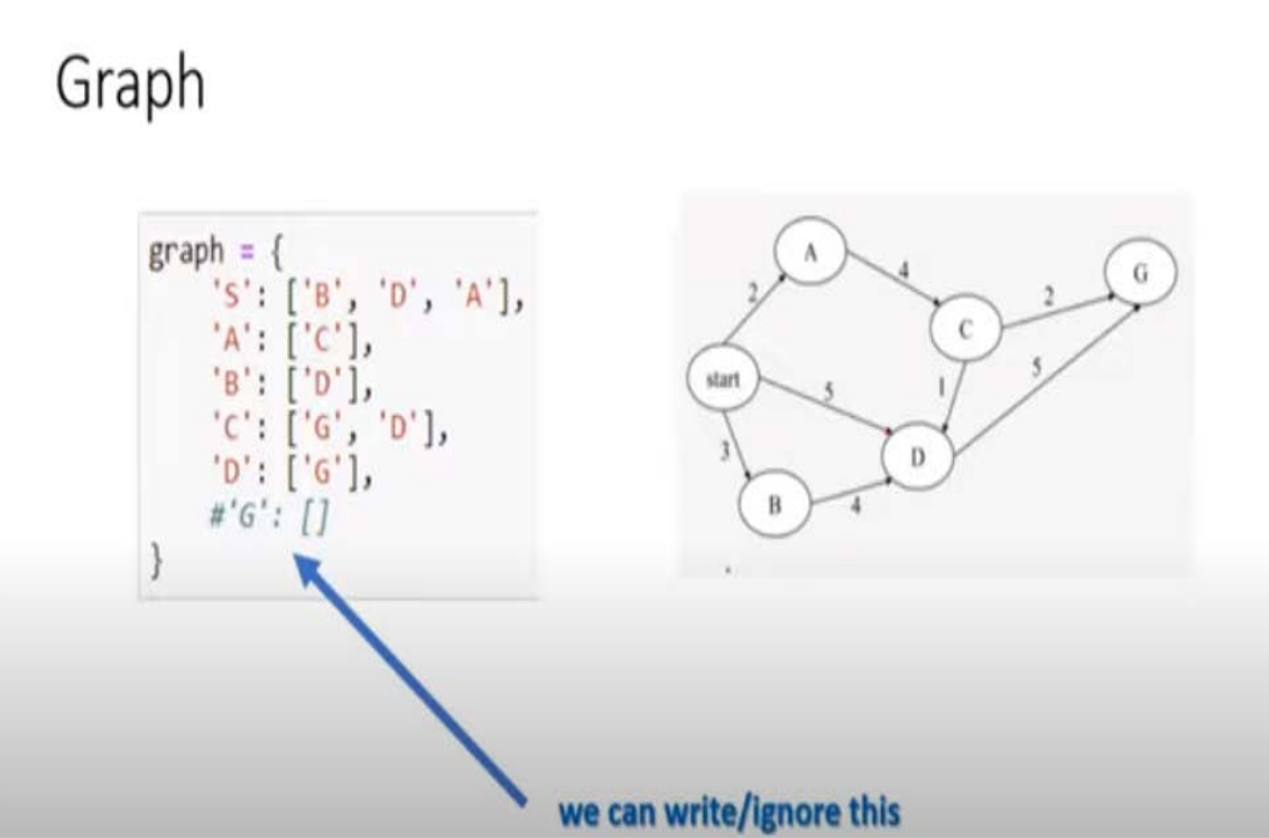 Graph
graph = {
'S': ['B', 'D', 'A'],
'A': ['C'],
'B': ['D'],
'C': ['G', 'D'],
'D': ['G'],
#'G': []
}
we can write/ignore this
A
4
G
2
2
C
start
5
1
5
3
D
B
4